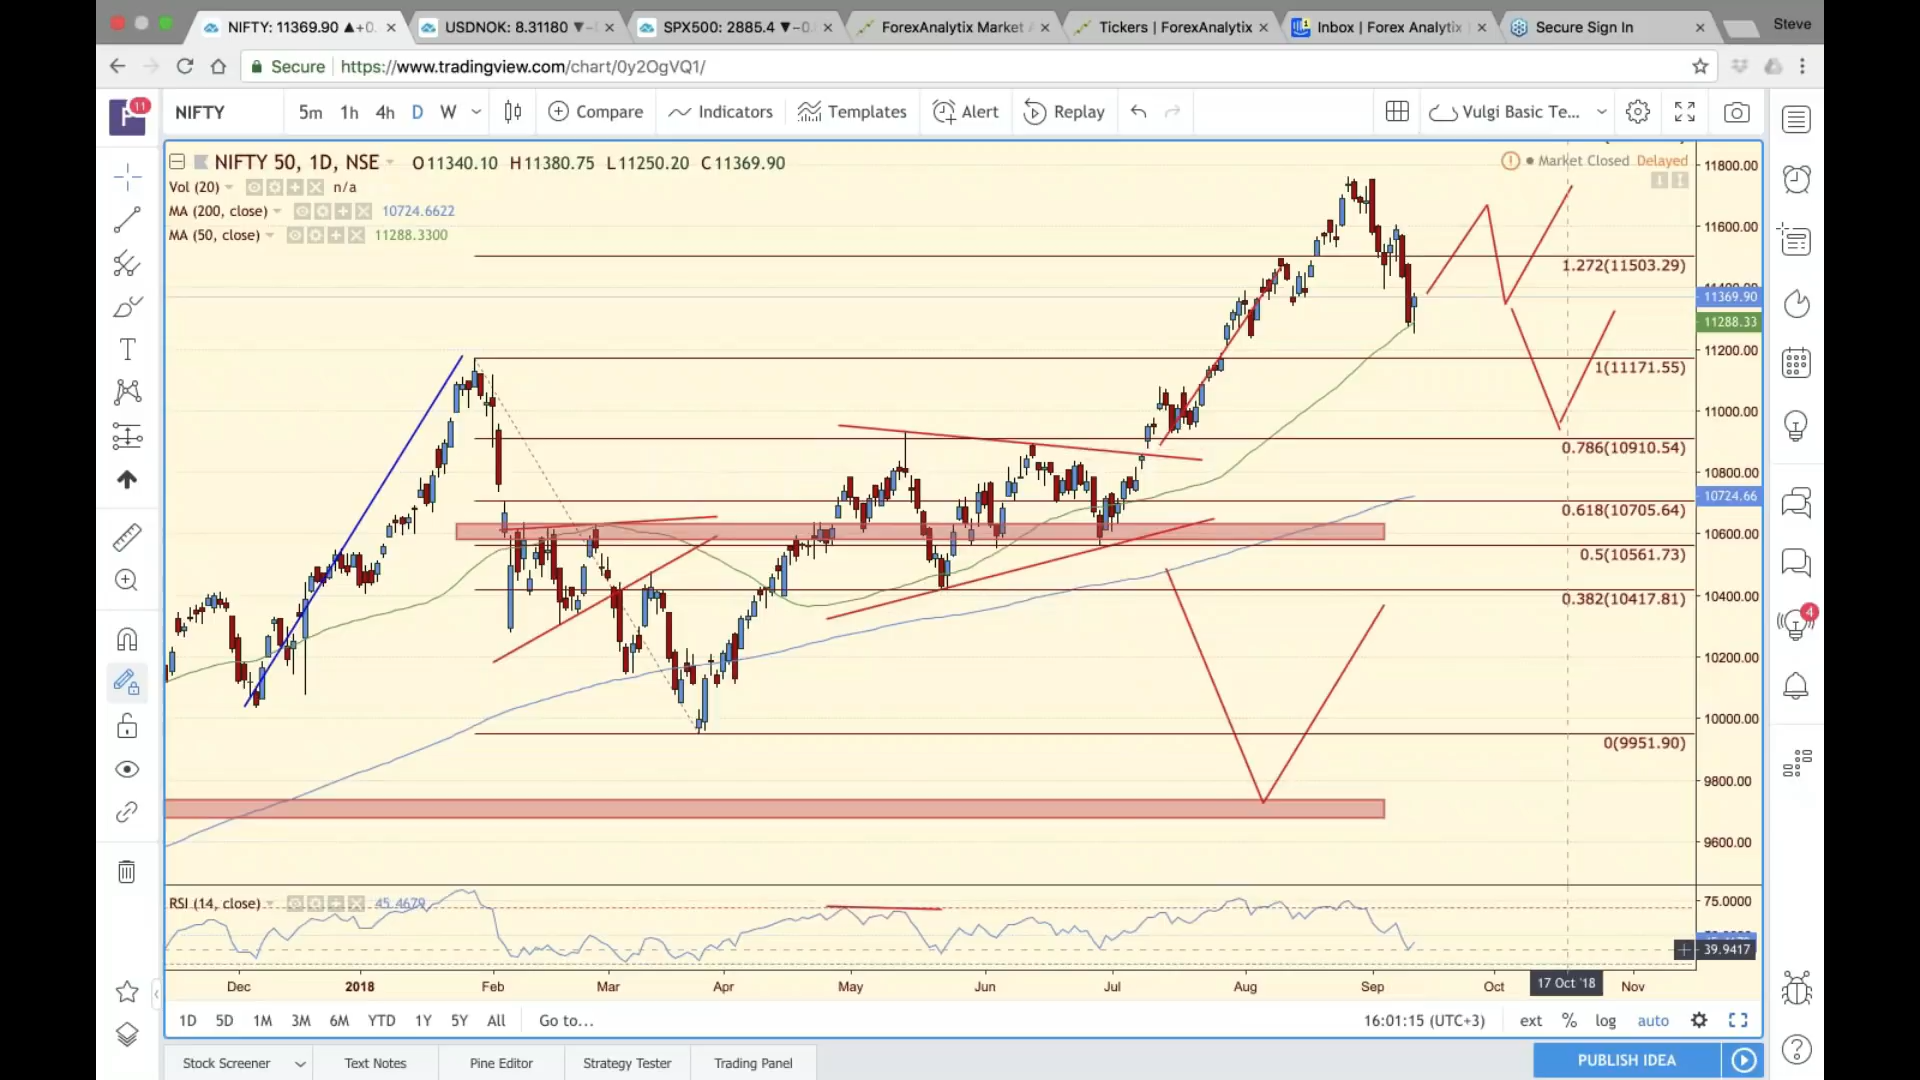 NIFTY: 11369.90 ▲+0.
USDNOK: 8.31180 ▼−
SPX500: 2885.4 ▼−0.
ForexAnalytix Market
Tickers | ForexAnalytix
Inbox | Forex Analytix
Secure Sign In
Steve
Secure
https://www.tradingview.com/chart/0y2OgVQ1/
11
NIFTY
5m 1h 4h D W
Compare
Indicators
Templates
Alert
Replay
Vulgi Basic Te...
NIFTY 50, 1D, NSE O11340.10 H11380.75 L11250.20 C11369.90
Market Closed Delayed
Vol (20) n/a
MA (200, close) 10724.6622
MA (50, close) 11288.3300
11800.00
11600.00
1.272(11503.29)
11369.90
11288.33
11200.00
1(11171.55)
11000.00
0.786(10910.54)
10800.00
10724.66
0.618(10705.64)
10600.00
0.5(10561.73)
10400.00
0.382(10417.81)
10200.00
10000.00
0(9951.90)
9800.00
9600.00
4
RSI (14, close) 45.4679
75.0000
39.9417
Dec 2018 Feb Mar Apr May Jun Jul Aug Sep Oct 17 Oct '18 Nov
1D 5D 1M 3M 6M YTD 1Y 5Y All Go to...
16:01:15 (UTC+3) ext % log auto
Stock Screener
Text Notes
Pine Editor
Strategy Tester
Trading Panel
PUBLISH IDEA